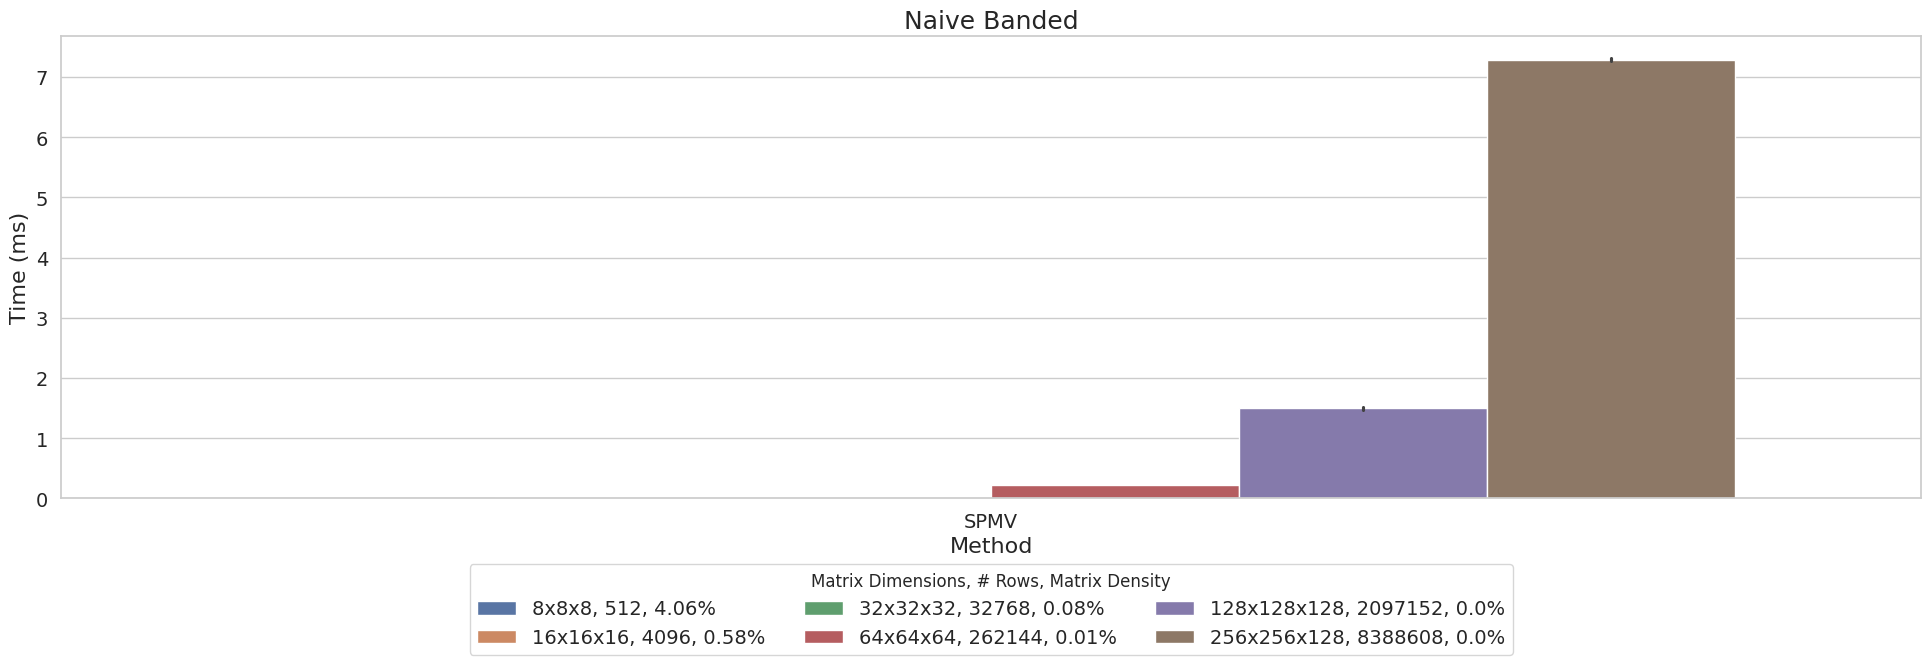 Naive Banded
7
6
5
4
3
2
1
0
Time (ms)
SPMV
Method
Matrix Dimensions, # Rows, Matrix Density
8x8x8, 512, 4.06%
32x32x32, 32768, 0.08%
128x128x128, 2097152, 0.0%
16x16x16, 4096, 0.58%
64x64x64, 262144, 0.01%
256x256x128, 8388608, 0.0%